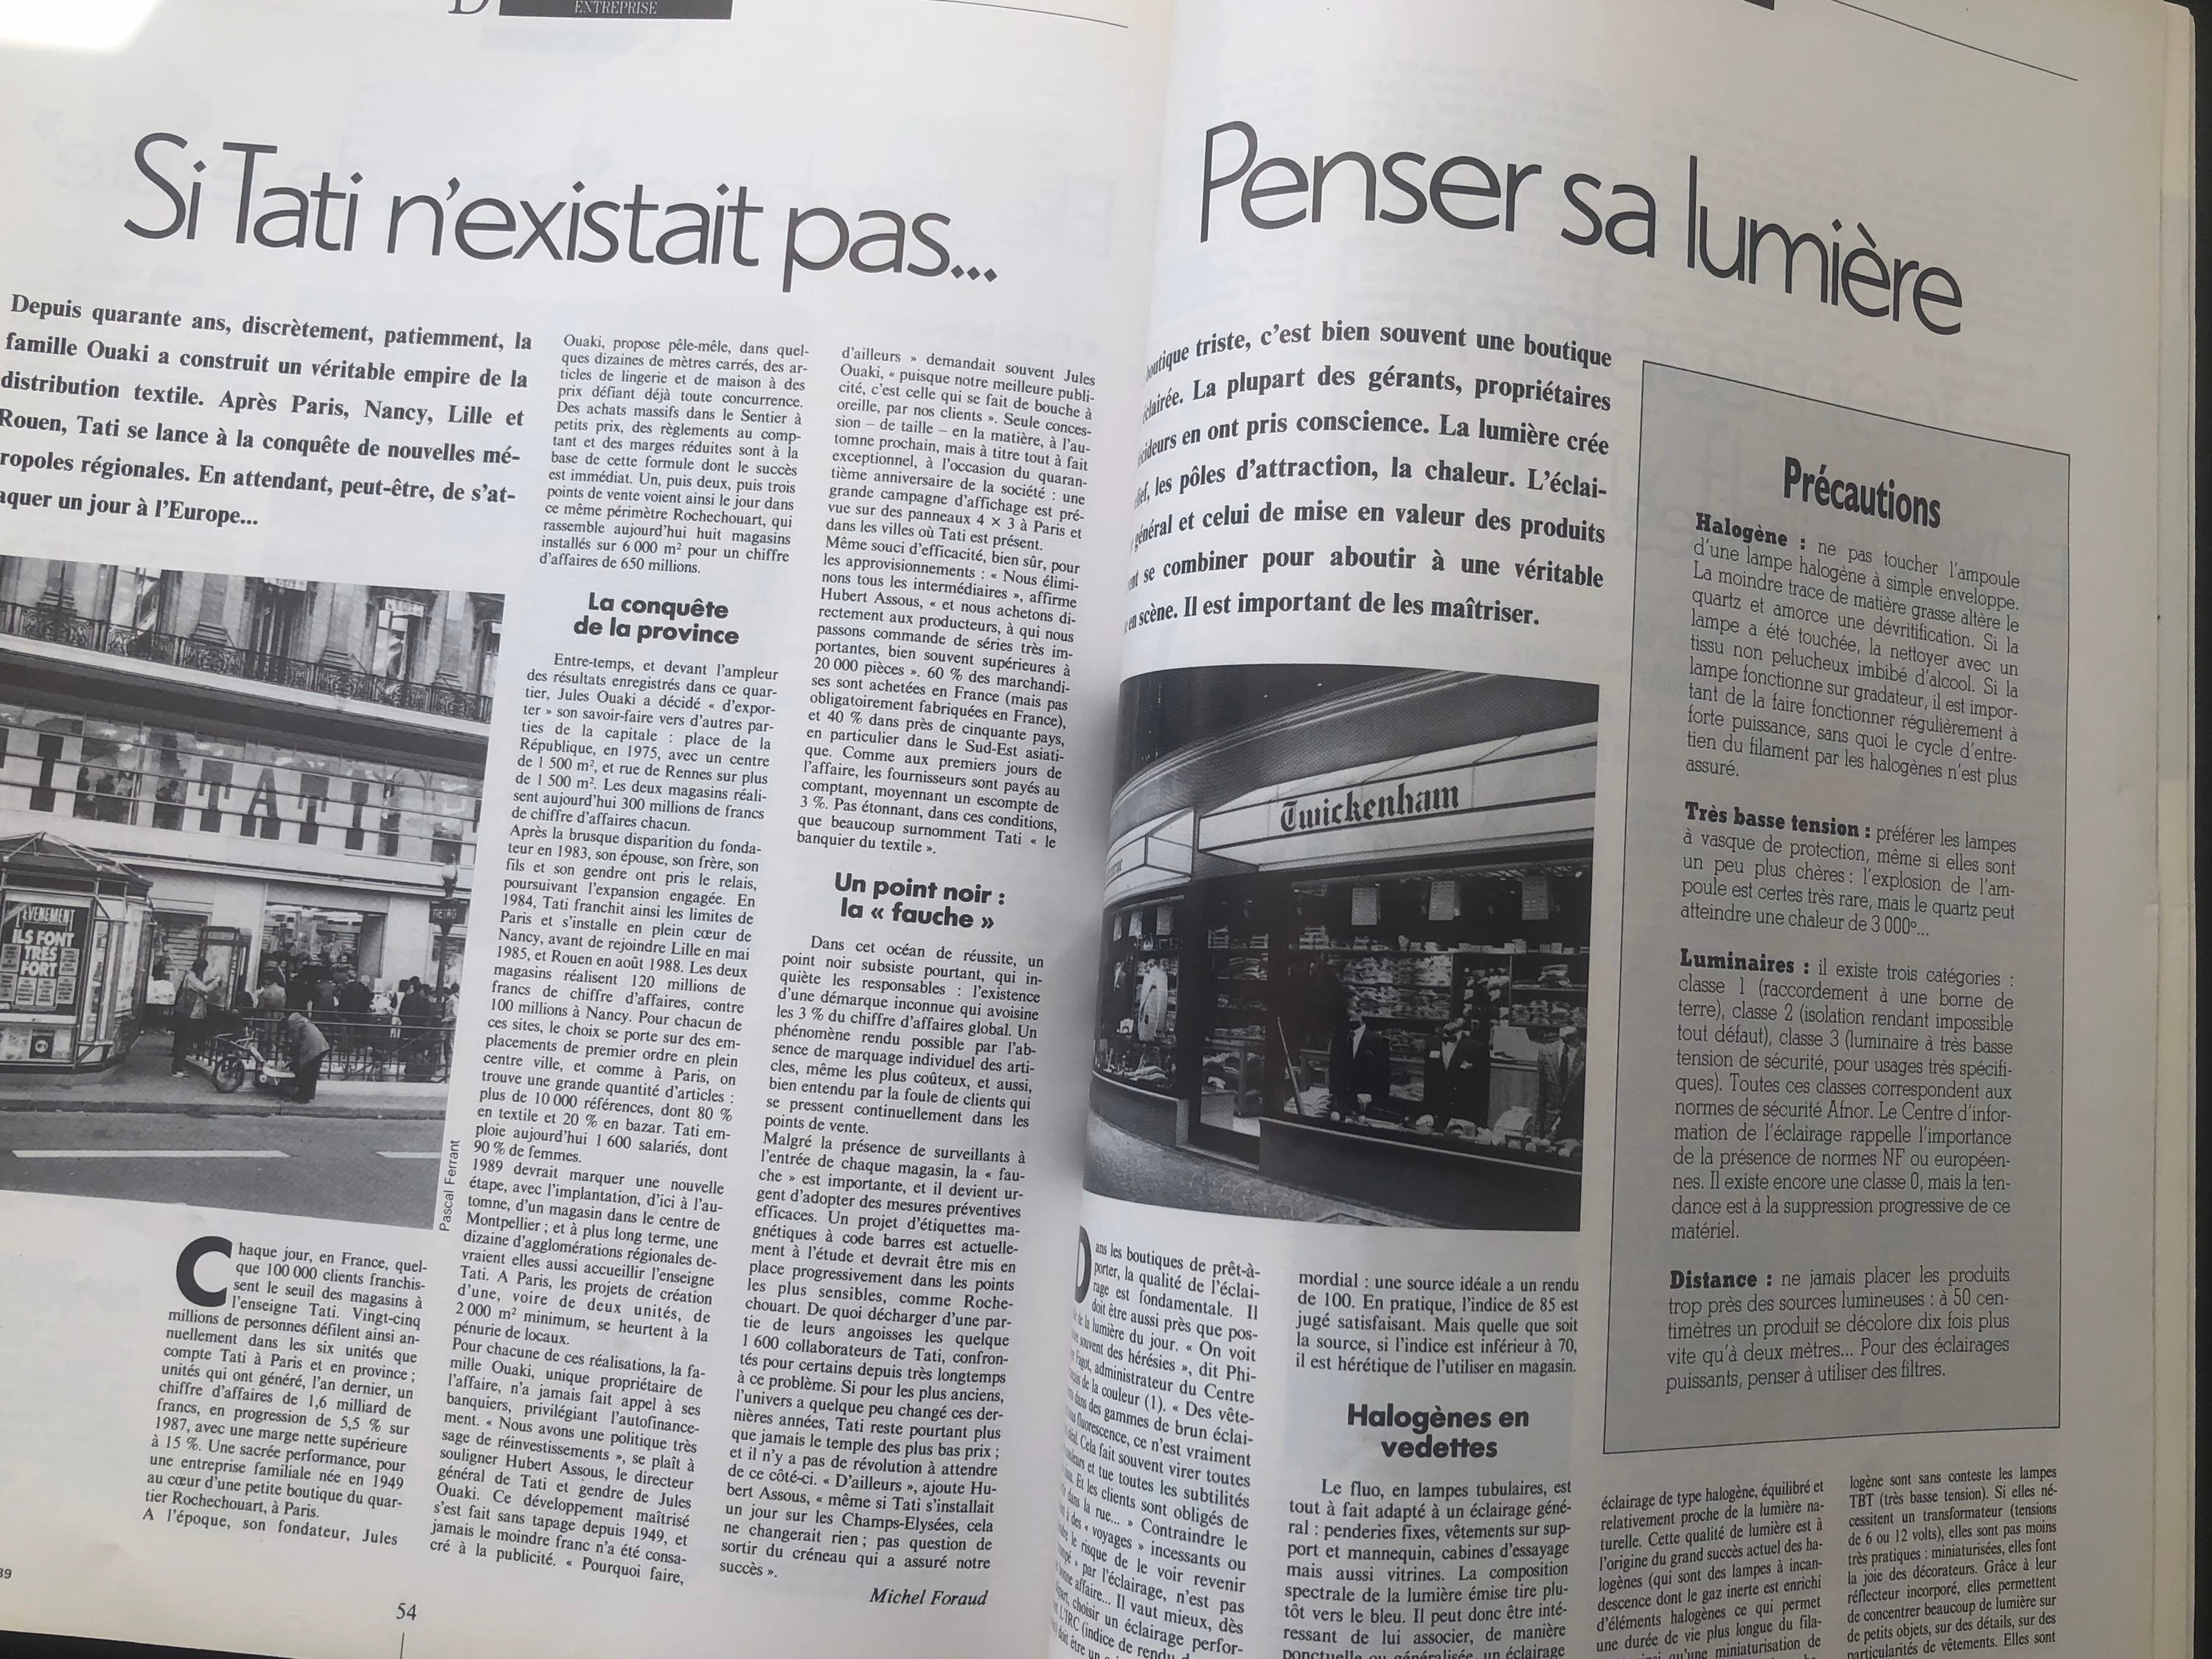 ENTREPRISE
Si Tati n'existait pas...
Depuis quarante ans, discrètement, patiemment, la
famille Ouaki a construit un véritable empire de la
distribution textile. Après Paris, Nancy, Lille et
Rouen, Tati se lance à la conquête de nouvelles mé-
ropoles régionales. En attendant, peut-être, de s'at-
aquer un jour à l'Europe...
TATI
EVENEMENT
ILS FONT
TRÈS
FORT
METRO
Pascal Ferrant
Chaque jour, en France, quel-
que 100 000 clients franchis-
sent le seuil des magasins à
l'enseigne Tati. Vingt-cinq
millions de personnes défilent ainsi an-
nuellement dans les six unités que
compte Tati à Paris et en province ;
unités qui ont généré, l'an dernier, un
chiffre d'affaires de 1,6 milliard de
francs, en progression de 5,5 % sur
1987, avec une marge nette supérieure
à 15 %. Une sacrée performance, pour
une entreprise familiale née en 1949
au cœur d'une petite boutique du quar-
tier Rochechouart, à Paris.
A l'époque, son fondateur, Jules
Ouaki, propose pêle-mêle, dans quel-
ques dizaines de mètres carrés, des ar-
ticles de lingerie et de maison à des
prix défiant déjà toute concurrence.
Des achats massifs dans le Sentier à
petits prix, des règlements au comp-
tant et des marges réduites sont à la
base de cette formule dont le succès
est immédiat. Un, puis deux, puis trois
points de vente voient ainsi le jour dans
ce même périmètre Rochechouart, qui
rassemble aujourd'hui huit magasins
installés sur 6 000 m² pour un chiffre
d'affaires de 650 millions.
La conquête
de la province
Entre-temps, et devant l'ampleur
des résultats enregistrés dans ce quar-
tier, Jules Ouaki a décidé « d'expor-
ter » son savoir-faire vers d'autres par-
ties de la capitale : place de la
République, en 1975, avec un centre
de 1 500 m², et rue de Rennes sur plus
de 1 500 m². Les deux magasins réali-
sent aujourd'hui 300 millions de francs
de chiffre d'affaires chacun.
Après la brusque disparition du fonda-
teur en 1983, son épouse, son frère, son
fils et son gendre ont pris le relais,
poursuivant l'expansion engagée. En
1984, Tati franchit ainsi les limites de
Paris et s'installe en plein cœur de
Nancy, avant de rejoindre Lille en mai
1985, et Rouen en août 1988. Les deux
magasins réalisent 120 millions de
francs de chiffre d'affaires, contre
100 millions à Nancy. Pour chacun de
ces sites, le choix se porte sur des em-
placements de premier ordre en plein
centre ville, et comme à Paris, on
trouve une grande quantité d'articles :
plus de 10 000 références, dont 80 %
en textile et 20 % en bazar. Tati em-
ploie aujourd'hui 1 600 salariés, dont
90 % de femmes.
1989 devrait marquer une nouvelle
étape, avec l'implantation, d'ici à l'au-
tomne, d'un magasin dans le centre de
Montpellier ; et à plus long terme, une
dizaine d'agglomérations régionales de-
vraient elles aussi accueillir l'enseigne
Tati. A Paris, les projets de création
d'une, voire de deux unités, de
2 000 m² minimum, se heurtent à la
pénurie de locaux.
Pour chacune de ces réalisations, la fa-
mille Ouaki, unique propriétaire de
l'affaire, n'a jamais fait appel à ses
banquiers, privilégiant l'autofinance-
ment. « Nous avons une politique très
sage de réinvestissements », se plaît à
souligner Hubert Assous, le directeur
général de Tati et gendre de Jules
Ouaki. Ce développement maîtrisé
s'est fait sans tapage depuis 1949, et
jamais le moindre franc n'a été consa-
cré à la publicité. « Pourquoi faire,
d'ailleurs » demandait souvent Jules
Ouaki, « puisque notre meilleure publi-
cité, c'est celle qui se fait de bouche à
oreille, par nos clients ». Seule conces-
sion – de taille – en la matière, à l'au-
tomne prochain, mais à titre tout à fait
exceptionnel, à l'occasion du quaran-
tième anniversaire de la société : une
grande campagne d'affichage est pré-
vue sur des panneaux 4 × 3 à Paris et
dans les villes où Tati est présent.
Même souci d'efficacité, bien sûr, pour
les approvisionnements : « Nous élimi-
nons tous les intermédiaires », affirme
Hubert Assous, « et nous achetons di-
rectement aux producteurs, à qui nous
passons commande de séries très im-
portantes, bien souvent supérieures à
20 000 pièces ». 60 % des marchandi-
ses sont achetées en France (mais pas
obligatoirement fabriquées en France),
et 40 % dans près de cinquante pays,
en particulier dans le Sud-Est asiati-
que. Comme aux premiers jours de
l'affaire, les fournisseurs sont payés au
comptant, moyennant un escompte de
3 %. Pas étonnant, dans ces conditions,
que beaucoup surnomment Tati « le
banquier du textile ».
Un point noir :
la « fauche »
Dans cet océan de réussite, un
point noir subsiste pourtant, qui in-
quiète les responsables : l'existence
d'une démarque inconnue qui avoisine
les 3 % du chiffre d'affaires global. Un
phénomène rendu possible par l'ab-
sence de marquage individuel des arti-
cles, même les plus coûteux, et aussi,
bien entendu par la foule de clients qui
se pressent continuellement dans les
points de vente.
Malgré la présence de surveillants à
l'entrée de chaque magasin, la « fau-
che » est importante, et il devient ur-
gent d'adopter des mesures préventives
efficaces. Un projet d'étiquettes ma-
gnétiques à code barres est actuelle-
ment à l'étude et devrait être mis en
place progressivement dans les points
les plus sensibles, comme Roche-
chouart. De quoi décharger d'une par-
tie de leurs angoisses les quelque
1 600 collaborateurs de Tati, confron-
tés pour certains depuis très longtemps
à ce problème. Si pour les plus anciens,
l'univers a quelque peu changé ces der-
nières années, Tati reste pourtant plus
que jamais le temple des plus bas prix ;
et il n'y a pas de révolution à attendre
de ce côté-ci. « D'ailleurs », ajoute Hu-
bert Assous, « même si Tati s'installait
un jour sur les Champs-Elysées, cela
ne changerait rien ; pas question de
sortir du créneau qui a assuré notre
succès ».
Michel Foraud
89
54
Penser sa lumière
boutique triste, c'est bien souvent une boutique
éclairée. La plupart des gérants, propriétaires
écideurs en ont pris conscience. La lumière crée
elief, les pôles d'attraction, la chaleur. L'éclai-
général et celui de mise en valeur des produits
nt se combiner pour aboutir à une véritable
en scène. Il est important de les maîtriser.
Twickenham
Dans les boutiques de prêt-à-
porter, la qualité de l'éclai-
rage est fondamentale. Il
doit être aussi près que pos-
de la lumière du jour. « On voit
souvent des hérésies », dit Phi-
Fagot, administrateur du Centre
de la couleur (1). « Des vête-
dans des gammes de brun éclai-
fluorescence, ce n'est vraiment
idéal. Cela fait souvent virer toutes
couleurs et tue toutes les subtilités
Et les clients sont obligés de
dans la rue... » Contraindre le
à des « voyages » incessants ou
le risque de le voir revenir
par l'éclairage, n'est pas
bonne affaire... Il vaut mieux, dès
départ, choisir un éclairage perfor-
L'IRC (indice de rendu
doit être un
mordial : une source idéale a un rendu
de 100. En pratique, l'indice de 85 est
jugé satisfaisant. Mais quelle que soit
la source, si l'indice est inférieur à 70,
il est hérétique de l'utiliser en magasin.
Halogènes en
vedettes
Le fluo, en lampes tubulaires, est
tout à fait adapté à un éclairage géné-
ral : penderies fixes, vêtements sur sup-
port et mannequin, cabines d'essayage
mais aussi vitrines. La composition
spectrale de la lumière émise tire plu-
tôt vers le bleu. Il peut donc être inté-
ressant de lui associer, de manière
ponctuelle ou généralisée, un éclairage
Précautions
Halogène : ne pas toucher l'ampoule
d'une lampe halogène à simple enveloppe.
La moindre trace de matière grasse altère le
quartz et amorce une dévritification. Si la
lampe a été touchée, la nettoyer avec un
tissu non pelucheux imbibé d'alcool. Si la
lampe fonctionne sur gradateur, il est impor-
tant de la faire fonctionner régulièrement à
forte puissance, sans quoi le cycle d'entre-
tien du filament par les halogènes n'est plus
assuré.
Très basse tension : préférer les lampes
à vasque de protection, même si elles sont
un peu plus chères : l'explosion de l'am-
poule est certes très rare, mais le quartz peut
atteindre une chaleur de 3 000°...
Luminaires : il existe trois catégories :
classe 1 (raccordement à une borne de
terre), classe 2 (isolation rendant impossible
tout défaut), classe 3 (luminaire à très basse
tension de sécurité, pour usages très spécifi-
ques). Toutes ces classes correspondent aux
normes de sécurité Afnor. Le Centre d'infor-
mation de l'éclairage rappelle l'importance
de la présence de normes NF ou européen-
nes. Il existe encore une classe 0, mais la ten-
dance est à la suppression progressive de ce
matériel.
Distance : ne jamais placer les produits
trop près des sources lumineuses : à 50 cen-
timètres un produit se décolore dix fois plus
vite qu'à deux mètres... Pour des éclairages
puissants, penser à utiliser des filtres.
éclairage de type halogène, équilibré et
relativement proche de la lumière na-
turelle. Cette qualité de lumière est à
l'origine du grand succès actuel des ha-
logènes (qui sont des lampes à incan-
descence dont le gaz inerte est enrichi
d'éléments halogènes ce qui permet
une durée de vie plus longue du fila-
qu'une miniaturisation de
logène sont sans conteste les lampes
TBT (très basse tension). Si elles né-
cessitent un transformateur (tensions
de 6 ou 12 volts), elles sont pas moins
très pratiques : miniaturisées, elles font
la joie des décorateurs. Grâce à leur
réflecteur incorporé, elles permettent
de concentrer beaucoup de lumière sur
de petits objets, sur des détails, sur des
particularités de vêtements. Elles sont